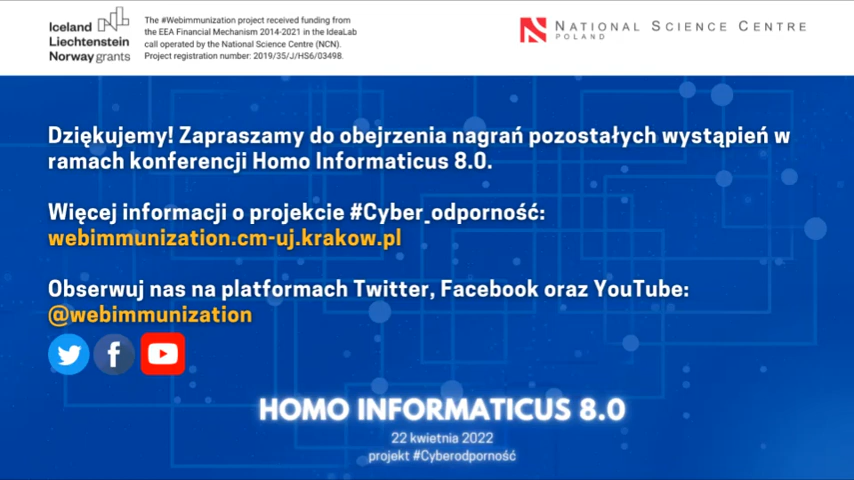 Iceland
Liechtenstein
Norway grants
The #Webimmunization project received funding from
the EEA Financial Mechanism 2014-2021 in the IdeaLab
call operated by the National Science Centre (NCN).
Project registration number: 2019/35/J/HS6/03498.
NATIONAL SCIENCE CENTRE
POLAND
Dziękujemy! Zapraszamy do obejrzenia nagrań pozostałych wystąpień w
ramach konferencji Homo Informaticus 8.0.
Więcej informacji o projekcie #Cyber_odporność:
webimmunization.cm-uj.krakow.pl
Obserwuj nas na platformach Twitter, Facebook oraz YouTube:
@webimmunization
HOMO INFORMATICUS 8.0
22 kwietnia 2022
projekt #Cyberodporność